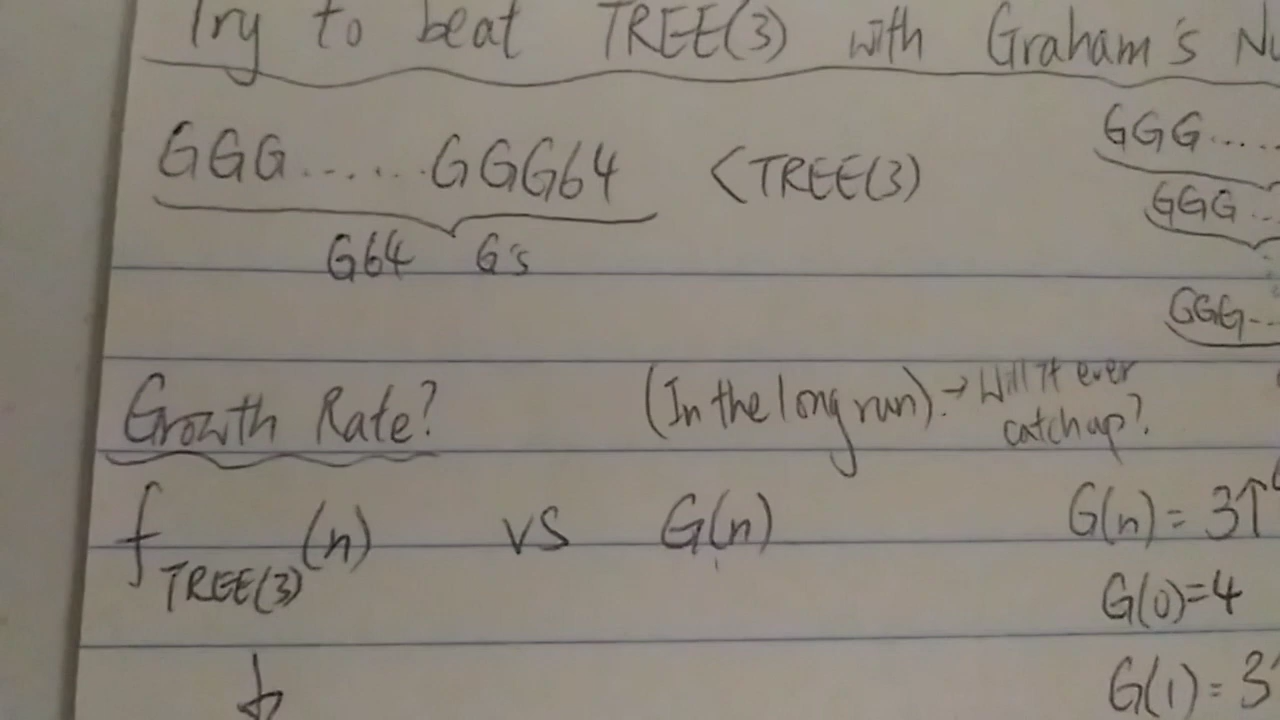 Try to beat TREE(3) with Graham's
GGG......GGG64 <TREE(3) GGG.....
G64 G's GGG...
GGG...
Growth Rate? (In the long run).→ Will it ever
catch up?
f_TREE(3)(n) vs G(n) G(n) = 3↑
G(0)=4
G(1) = 3↑